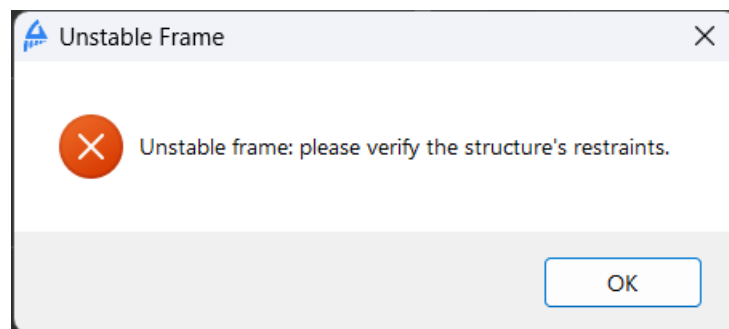 Unstable Frame
Unstable frame: please verify the structure's restraints.
OK